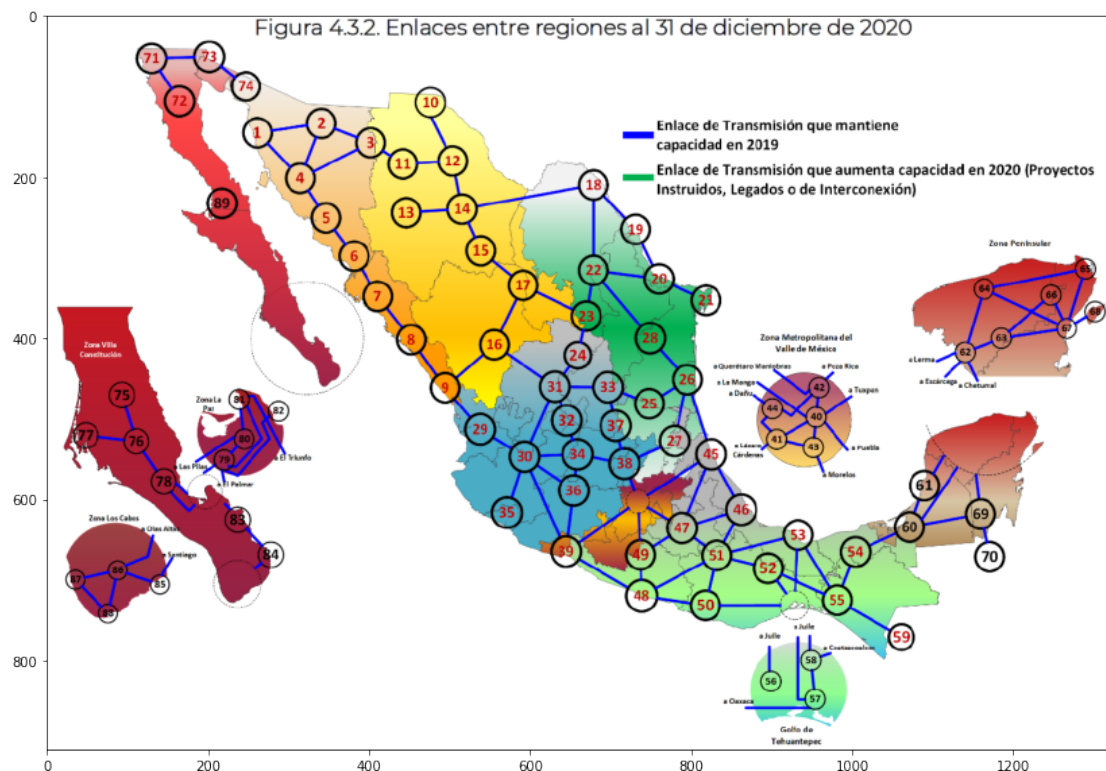 Figura 4.3.2. Enlaces entre regiones al 31 de diciembre de 2020
Enlace de Transmisión que mantiene
capacidad en 2019
Enlace de Transmisión que aumenta capacidad en 2020 (Proyectos
Instruidos, Legados o de Interconexión)
0
200
400
600
800
0
200
400
600
800
1000
1200
71
73
72
74
10
1
2
3
4
11
12
5
13
14
18
89
6
15
19
7
17
22
20
21
8
16
23
24
28
9
31
33
26
25
29
32
37
27
30
34
38
45
35
36
46
39
47
49
51
53
52
54
48
50
55
59
61
60
69
70
Zona Villa
Constitución
75
77
76
78
83
84
Zona La
Paz
81
82
80
79
a Las Pilas
a El Triunfo
a El Palmar
Zona Los Cabos
a Olas Altas
a Santiago
87
86
85
88
Zona Metropolitana del
Valle de México
a Querétaro Maniobras
a Poza Rica
a La Manga
a Dañu
a Tuxpan
42
44
40
41
43
a Lázaro
Cárdenas
a Puebla
a Morelos
Zona Peninsular
65
64
66
68
67
63
62
a Lerma
a Escárcega
a Chetumal
a Juile
a Juile
a Coatzacoalcos
58
56
57
a Oaxaca
Golfo de
Tehuantepec